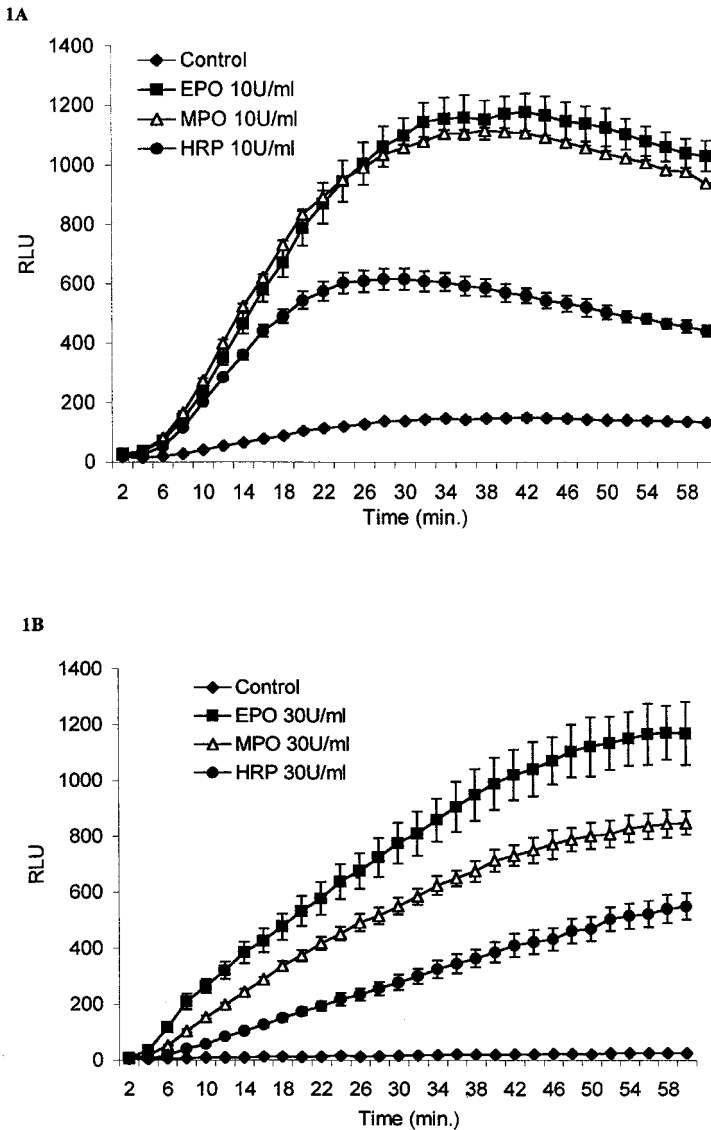 1A
1400
1200
1000
800
600
400
200
0
RLU
Control
EPO 10U/ml
MPO 10U/ml
HRP 10U/ml
2 6 10 14 18 22 26 30 34 38 42 46 50 54 58
Time (min.)
1B
1400
1200
1000
800
600
400
200
0
RLU
Control
EPO 30U/ml
MPO 30U/ml
HRP 30U/ml
2 6 10 14 18 22 26 30 34 38 42 46 50 54 58
Time (min.)